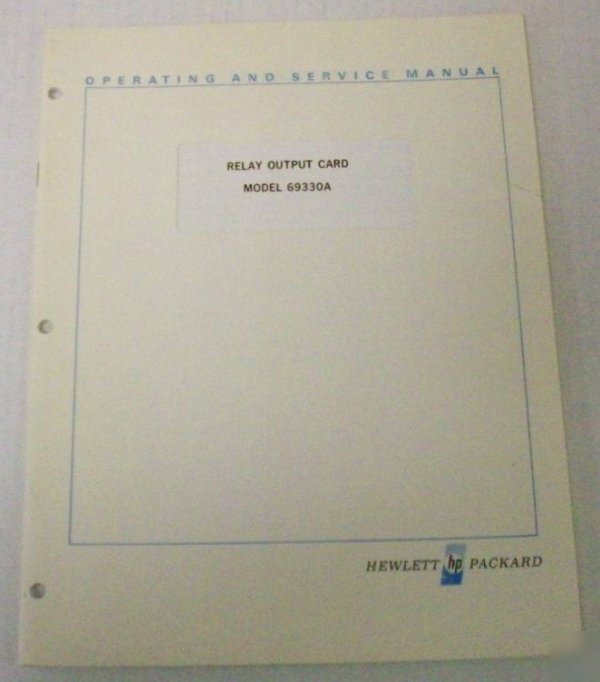 OPERATING AND SERVICE MANUAL
RELAY OUTPUT CARD
MODEL 69330A
HEWLETT hp PACKARD